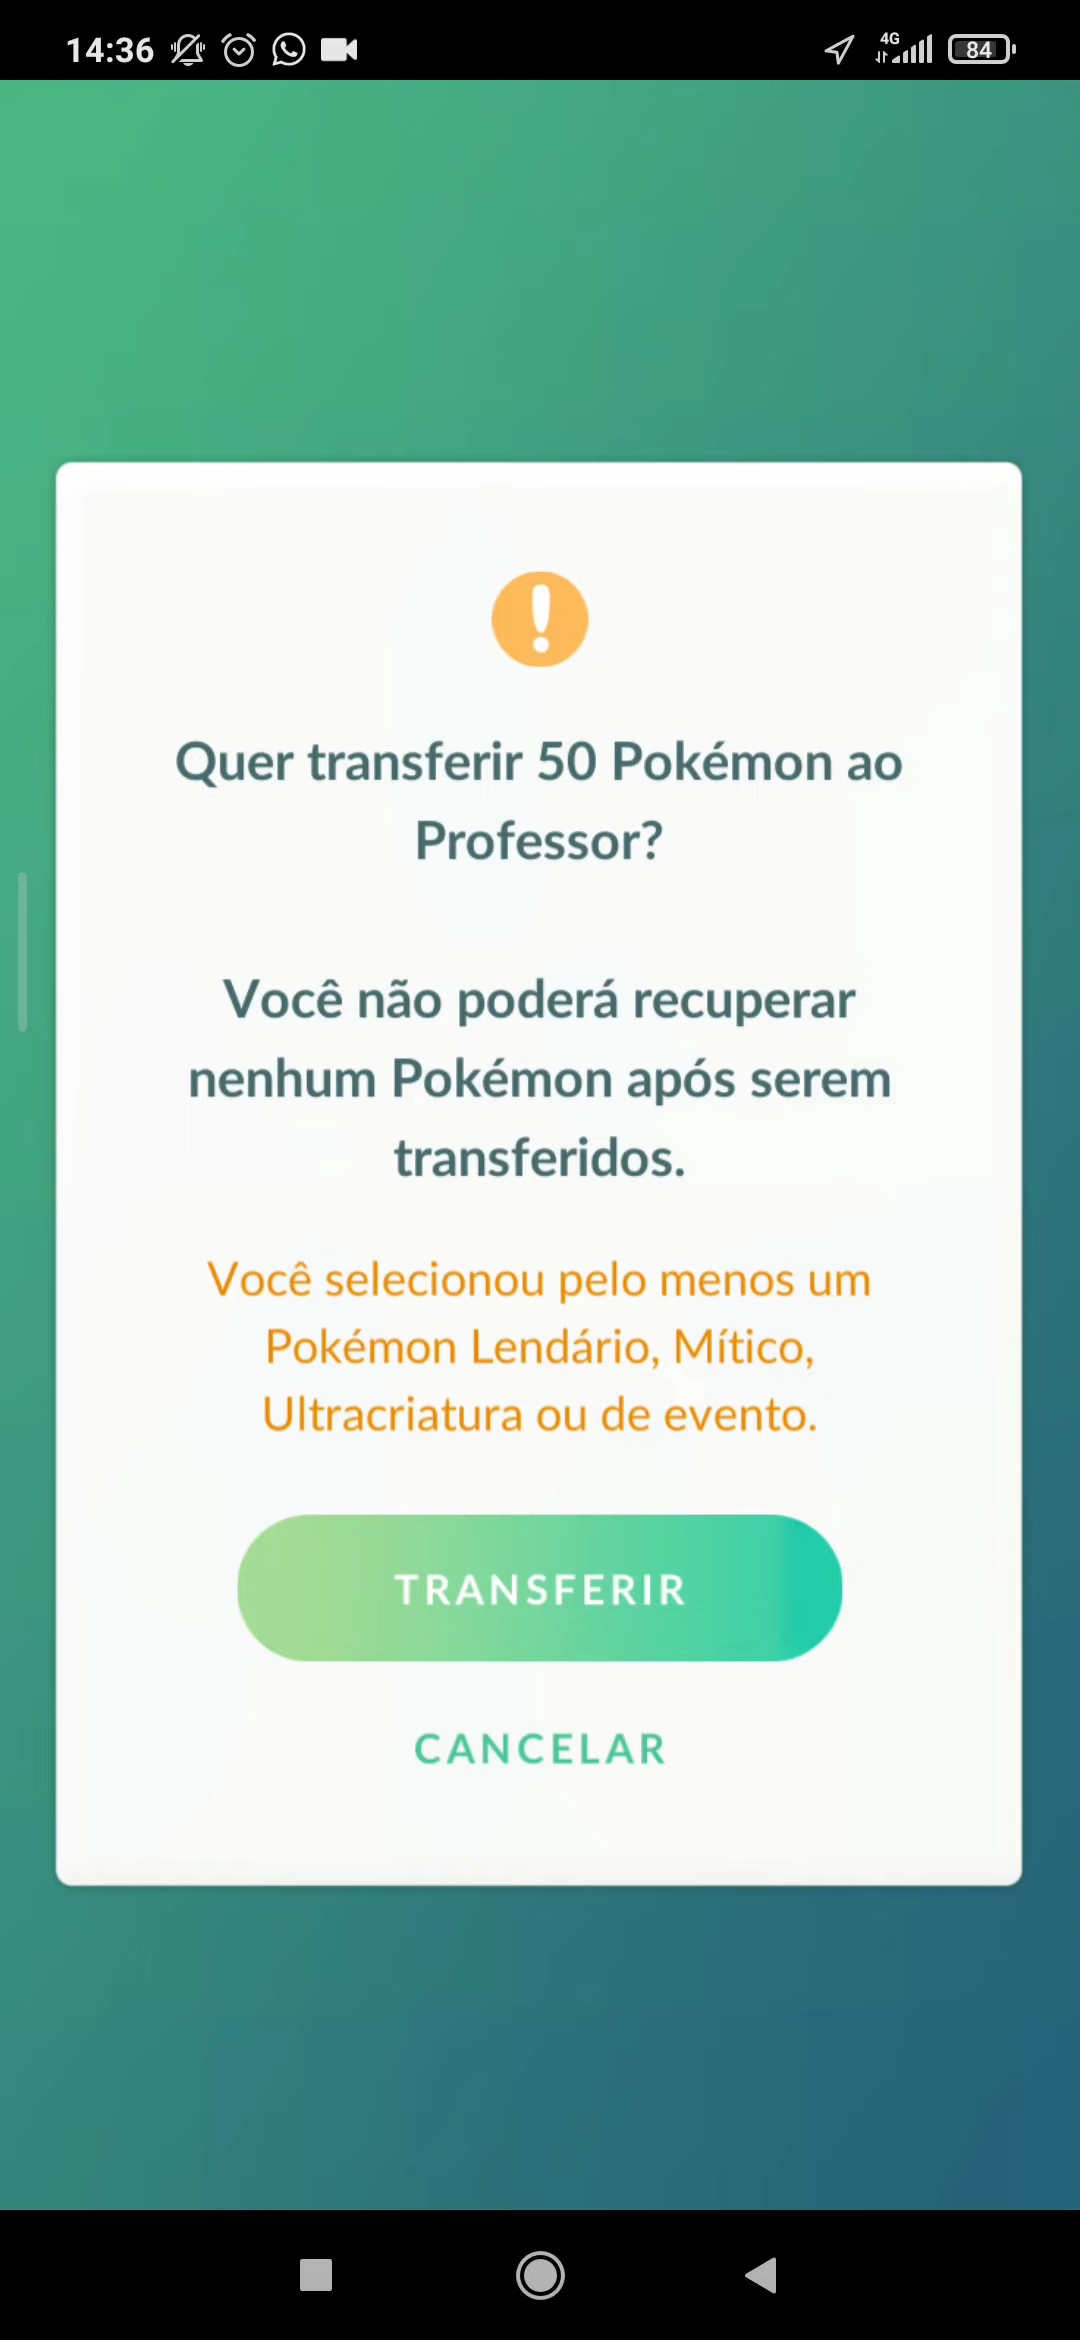 14:36
4G
84
Quer transferir 50 Pokémon ao
Professor?
Você não poderá recuperar
nenhum Pokémon após serem
transferidos.
Você selecionou pelo menos um
Pokémon Lendário, Mítico,
Ultracriatura ou de evento.
TRANSFERIR
CANCELAR